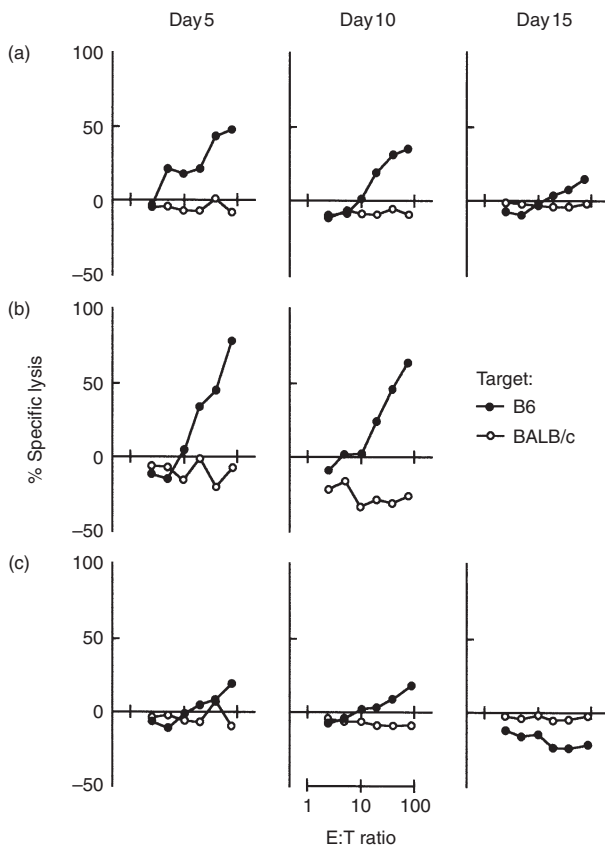 Day 5 Day 10 Day 15
(a)
100
50
0
–50
(b)
100
50
0
–50
% Specific lysis
Target:
B6
BALB/c
(c)
100
50
0
–50
1 10 100
E:T ratio